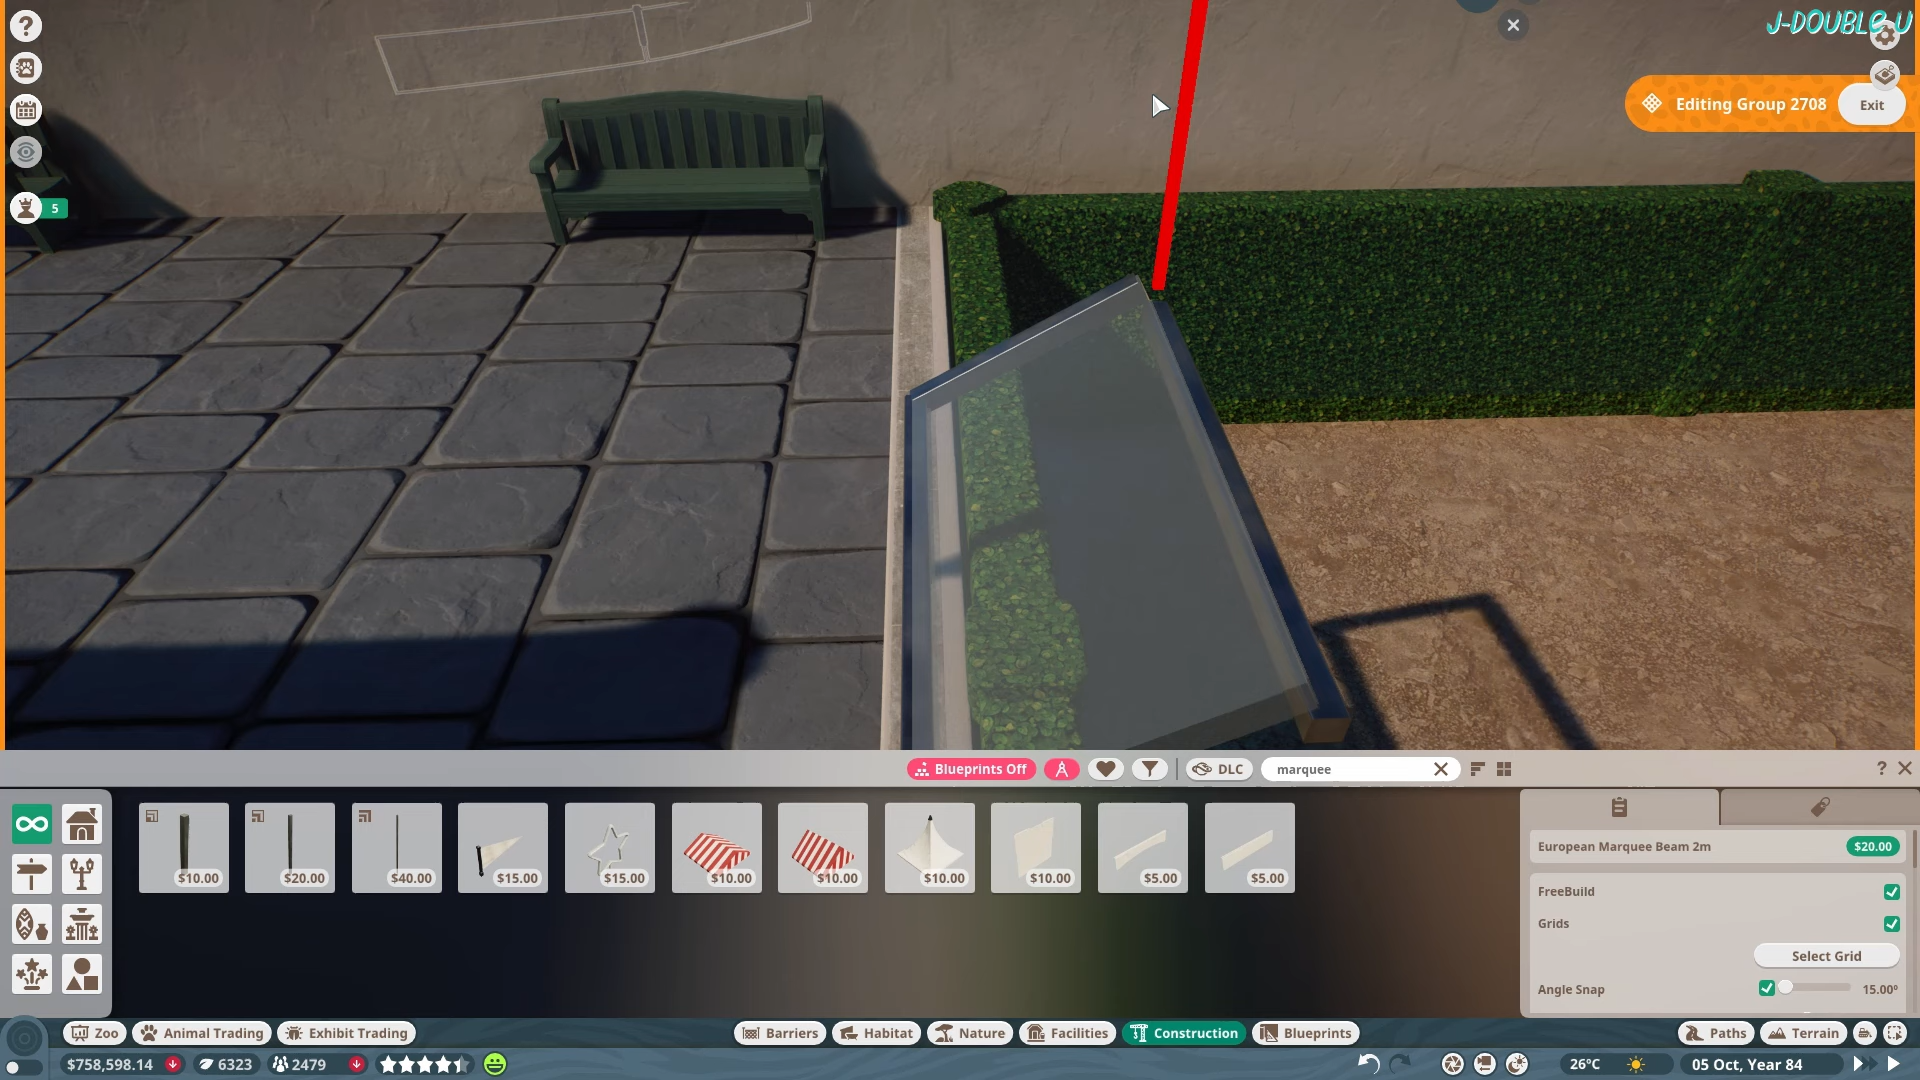 J-DOUBLE U
Editing Group 2708
Exit
5
Blueprints Off
DLC
marquee
$10.00
$20.00
$40.00
$15.00
$15.00
$10.00
$10.00
$10.00
$10.00
$5.00
$5.00
European Marquee Beam 2m
$20.00
FreeBuild
Grids
Select Grid
Angle Snap
15.00°
Zoo
Animal Trading
Exhibit Trading
Barriers
Habitat
Nature
Facilities
Construction
Blueprints
Paths
Terrain
$758,598.14
6323
2479
26°C
05 Oct, Year 84